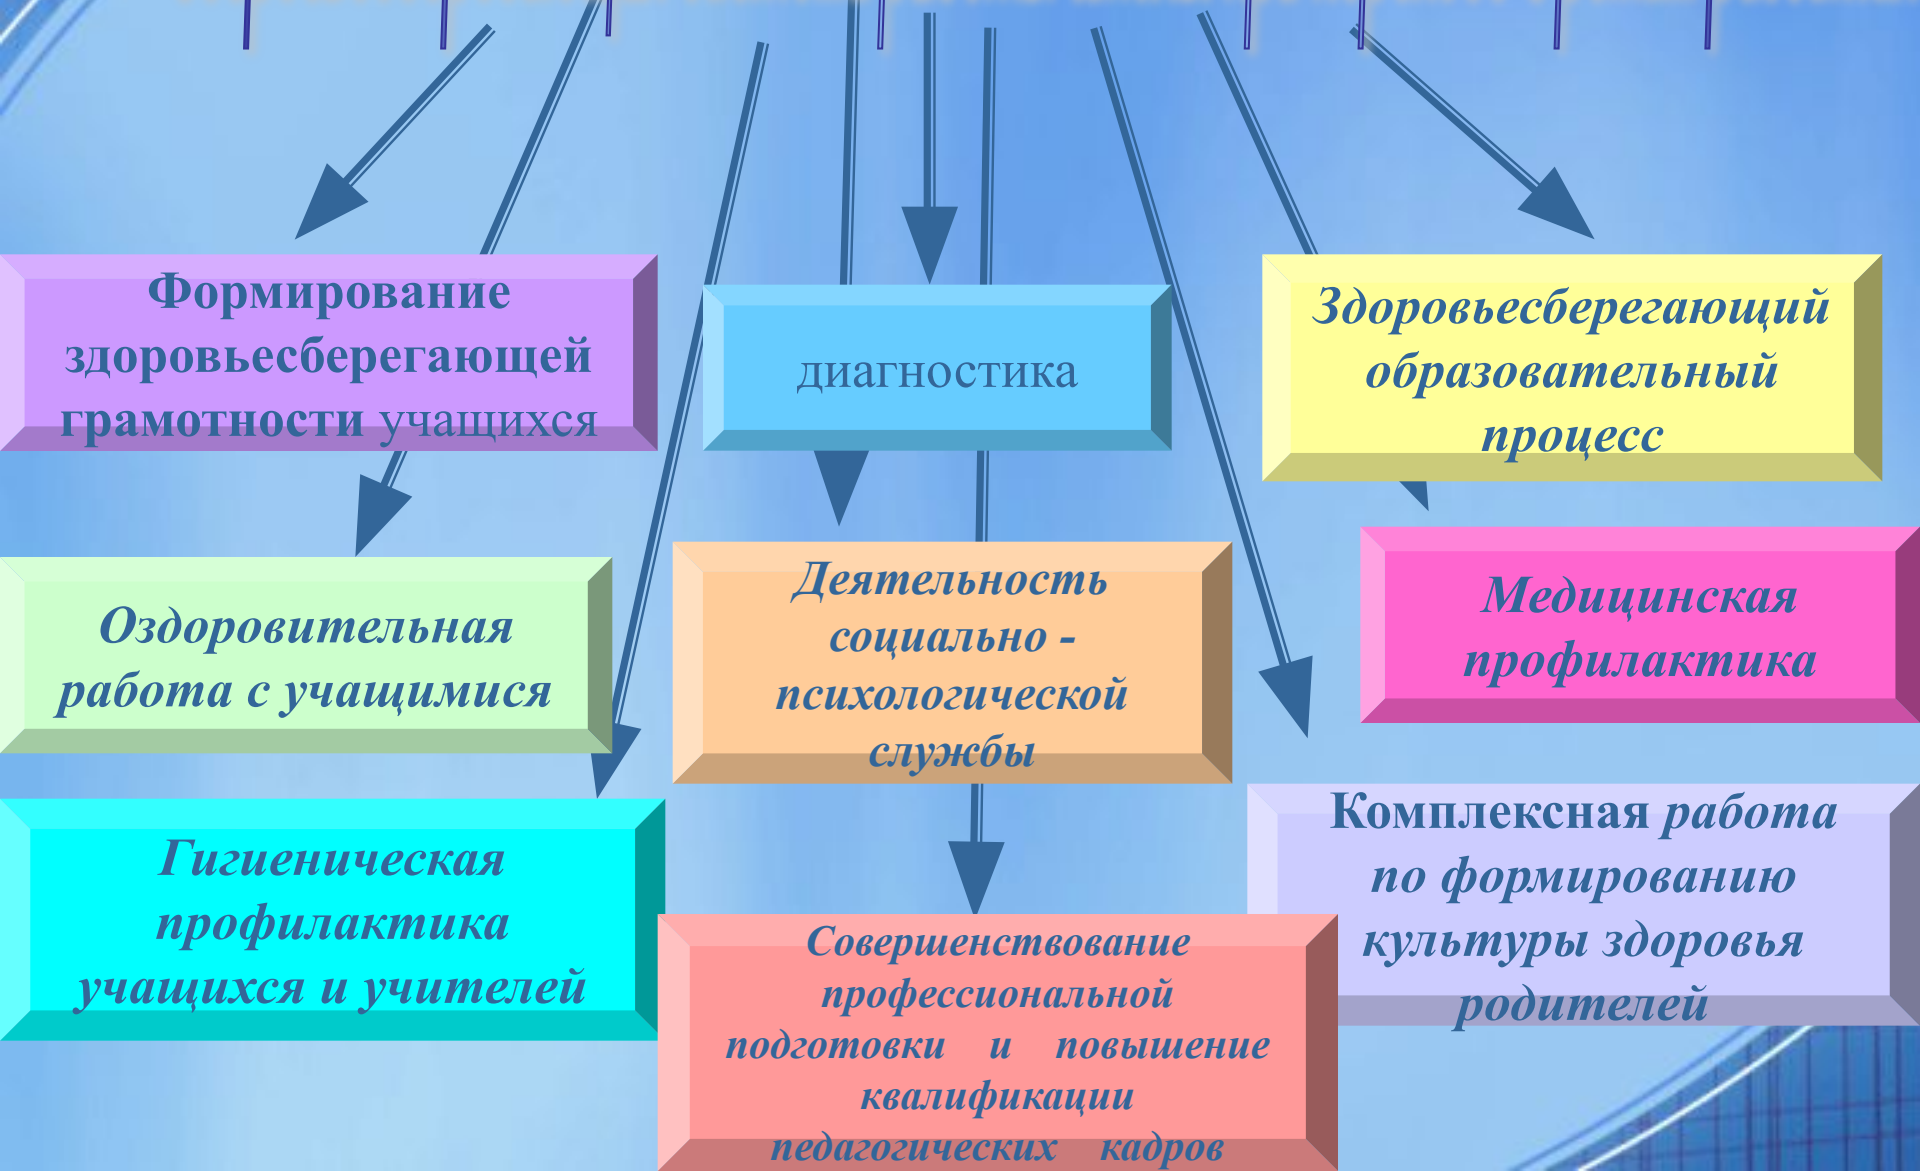 Формирование
здоровьесберегающей
грамотности учащихся
диагностика
Здоровьесберегающий
образовательный
процесс
Оздоровительная
работа с учащимися
Деятельность
социально -
психологической
службы
Медицинская
профилактика
Гигиеническая
профилактика
учащихся и учителей
Совершенствование
профессиональной
подготовки и повышение
квалификации
педагогических кадров
Комплексная работа
по формированию
культуры здоровья
родителей